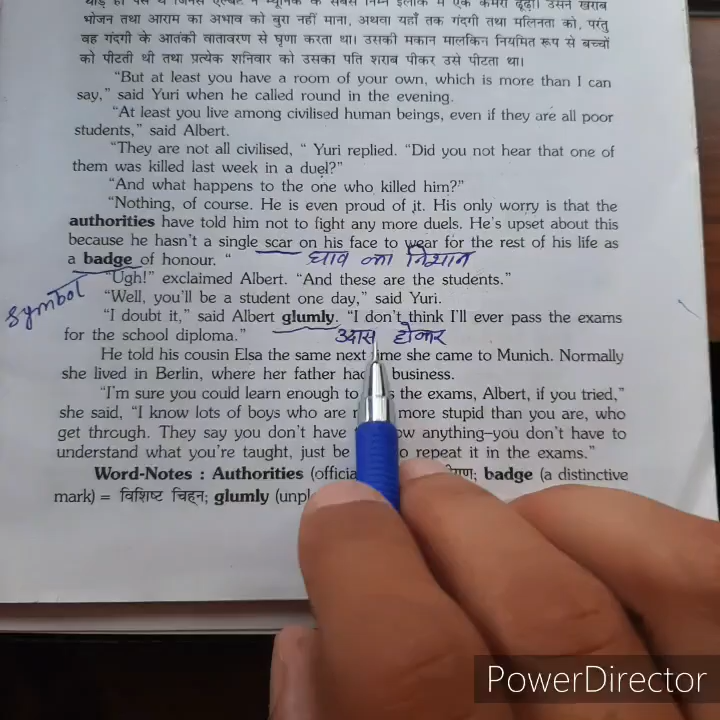 थोड़े ही पैसे थे जिनसे एल्बर्ट ने म्यूनिक के सबसे निम्न इलाके में एक कमरा ढूँढ़ा। उसने खराब
भोजन तथा आराम का अभाव को बुरा नहीं माना, अथवा यहाँ तक गंदगी तथा मलिनता को, परंतु
वह गंदगी के आतंकी वातावरण से घृणा करता था। उसकी मकान मालकिन नियमित रूप से बच्चों
को पीटती थी तथा प्रत्येक शनिवार को उसका पति शराब पीकर उसे पीटता था।
“But at least you have a room of your own, which is more than I can
say,” said Yuri when he called round in the evening.
“At least you live among civilised human beings, even if they are all poor
students,” said Albert.
“They are not all civilised, “ Yuri replied. “Did you not hear that one of
them was killed last week in a duel?”
“And what happens to the one who killed him?”
“Nothing, of course. He is even proud of it. His only worry is that the
authorities have told him not to fight any more duels. He's upset about this
because he hasn't a single scar on his face to wear for the rest of his life as
a badge of honour. “ घाव का निशान
Symbol “Ugh!” exclaimed Albert. “And these are the students.”
“Well, you'll be a student one day,” said Yuri.
“I doubt it,” said Albert glumly. “I don't think I'll ever pass the exams
for the school diploma.” उदास होकर
He told his cousin Elsa the same next time she came to Munich. Normally
she lived in Berlin, where her father had business.
“I'm sure you could learn enough to the exams, Albert, if you tried,”
she said, “I know lots of boys who are more stupid than you are, who
get through. They say you don't have anything–you don't have to
understand what you're taught, just be to repeat it in the exams.”
Word-Notes : Authorities badge (a distinctive
mark) = विशिष्ट चिह्न; glumly
PowerDirector